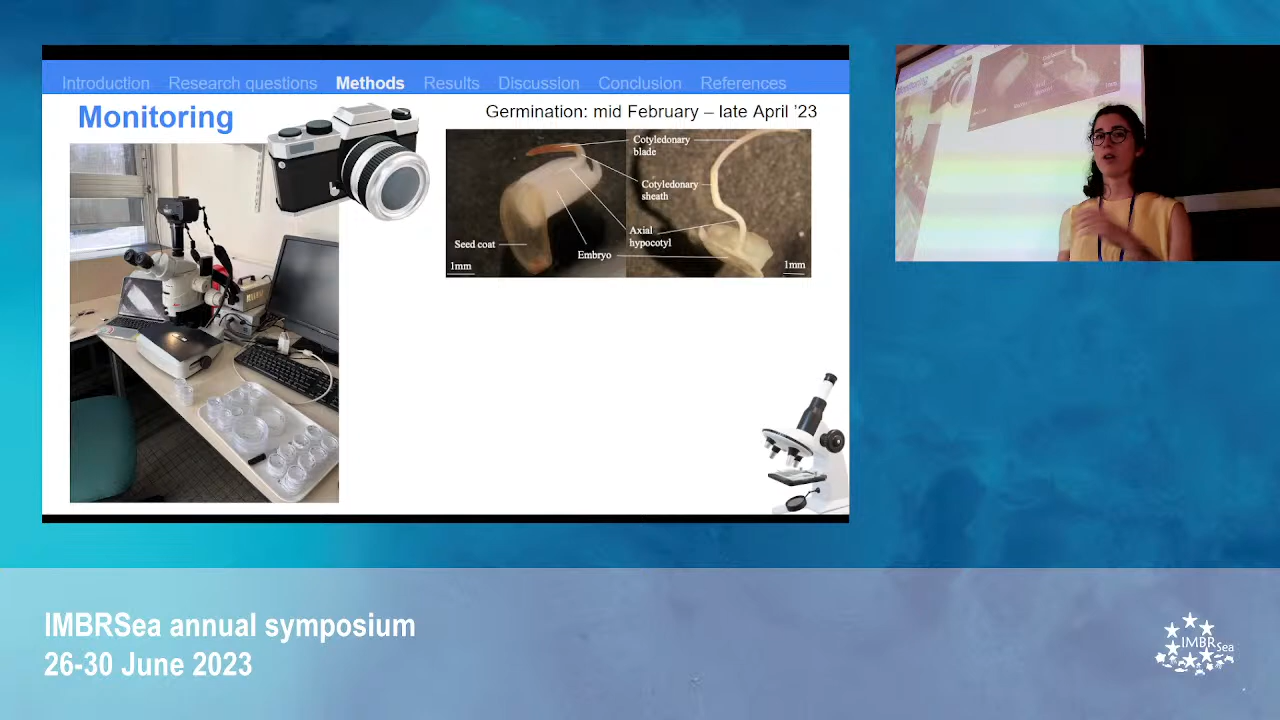 Introduction Research questions Methods Results Discussion Conclusion References
Monitoring
Germination: mid February – late April ’23
Cotyledonary
blade
Cotyledonary
sheath
Axial
hypocotyl
Seed coat
Embryo
1mm
1mm
IMBRSea annual symposium
26-30 June 2023
IMBRSea